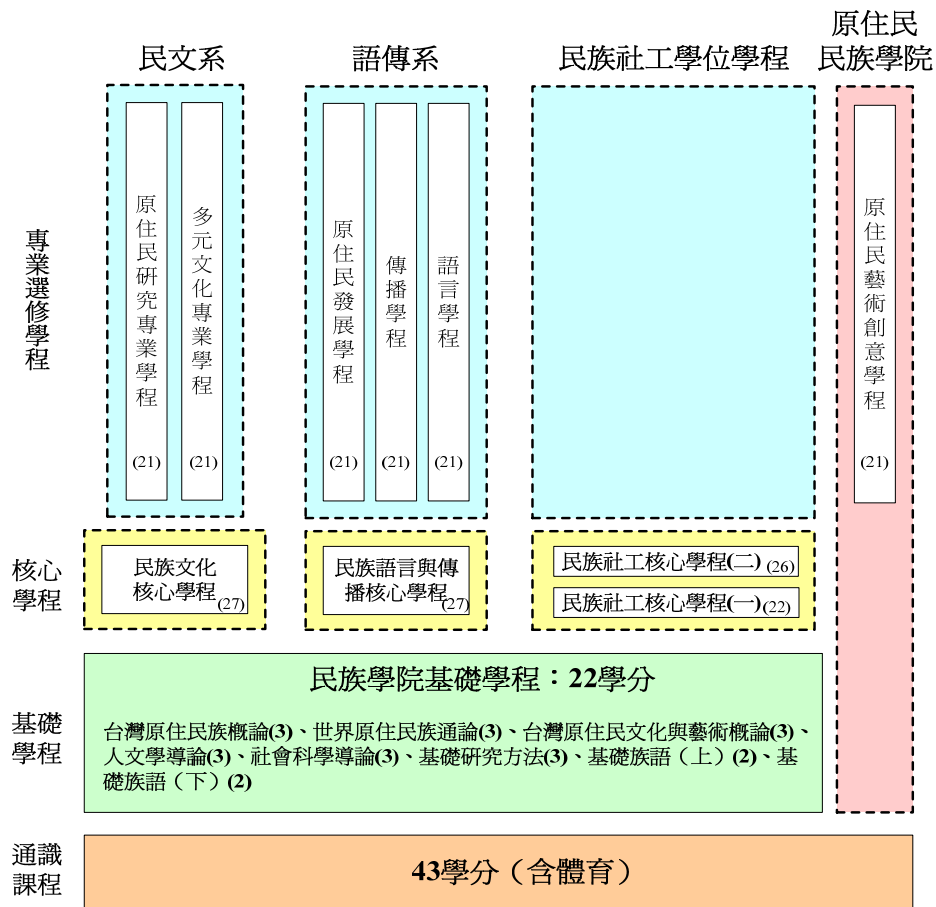 民文系
語傳系
民族社工學位學程
原住民
民族學院
專業選修學程
原住民研究專業學程
(21)
多元文化專業學程
(21)
原住民發展學程
(21)
傳播學程
(21)
語言學程
(21)
原住民藝術創意學程
(21)
核心
學程
民族文化
核心學程(27)
民族語言與傳
播核心學程(27)
民族社工核心學程(二)(26)
民族社工核心學程(一)(22)
基礎
學程
民族學院基礎學程：22學分
台灣原住民族概論(3)、世界原住民族通論(3)、台灣原住民文化與藝術概論(3)、
人文學導論(3)、社會科學導論(3)、基礎研究方法(3)、基礎族語（上）(2)、基
礎族語（下）(2)
通識
課程
43學分（含體育）